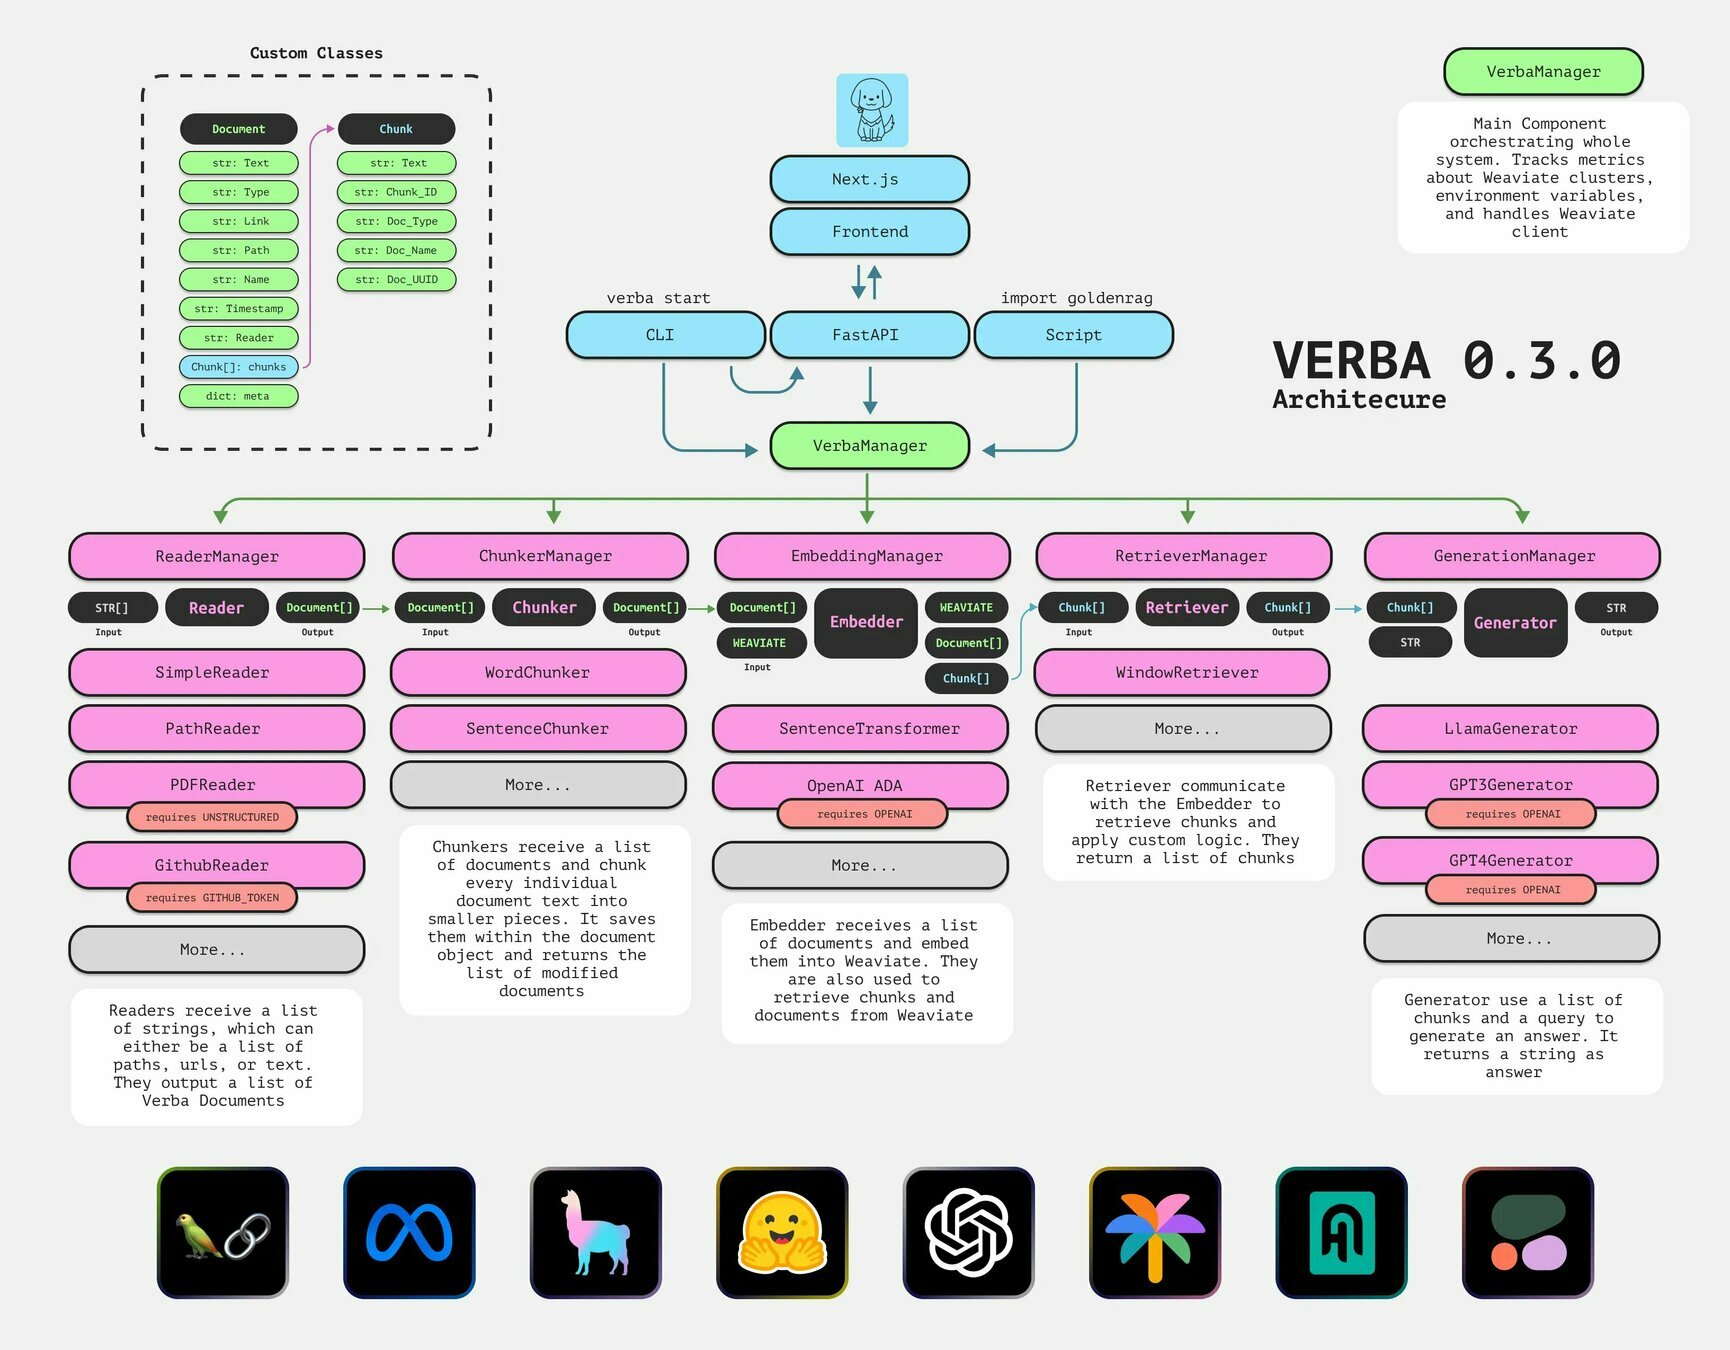 Custom Classes
Document
str: Text
str: Type
str: Link
str: Path
str: Name
str: Timestamp
str: Reader
Chunk[]: chunks
dict: meta
Chunk
str: Text
str: Chunk_ID
str: Doc_Type
str: Doc_Name
str: Doc_UUID
Next.js
Frontend
verba start
CLI
FastAPI
import goldenrag
Script
VerbaManager
VerbaManager
Main Component
orchestrating whole
system. Tracks metrics
about Weaviate clusters,
environment variables,
and handles Weaviate
client
VERBA 0.3.0
Architecure
ReaderManager
STR[]
Input
Reader
Document[]
Output
SimpleReader
PathReader
PDFReader
requires UNSTRUCTURED
GithubReader
requires GITHUB_TOKEN
More...
Readers receive a list
of strings, which can
either be a list of
paths, urls, or text.
They output a list of
Verba Documents
ChunkerManager
Document[]
Input
Chunker
Document[]
Output
WordChunker
SentenceChunker
More...
Chunkers receive a list
of documents and chunk
every individual
document text into
smaller pieces. It saves
them within the document
object and returns the
list of modified
documents
EmbeddingManager
Document[]
WEAVIATE
Input
Embedder
WEAVIATE
Document[]
Chunk[]
SentenceTransformer
OpenAI ADA
requires OPENAI
More...
Embedder receives a list
of documents and embed
them into Weaviate. They
are also used to
retrieve chunks and
documents from Weaviate
RetrieverManager
Chunk[]
Input
Retriever
Chunk[]
Output
WindowRetriever
More...
Retriever communicate
with the Embedder to
retrieve chunks and
apply custom logic. They
return a list of chunks
GenerationManager
Chunk[]
STR
Generator
STR
Output
LlamaGenerator
GPT3Generator
requires OPENAI
GPT4Generator
requires OPENAI
More...
Generator use a list of
chunks and a query to
generate an answer. It
returns a string as
answer